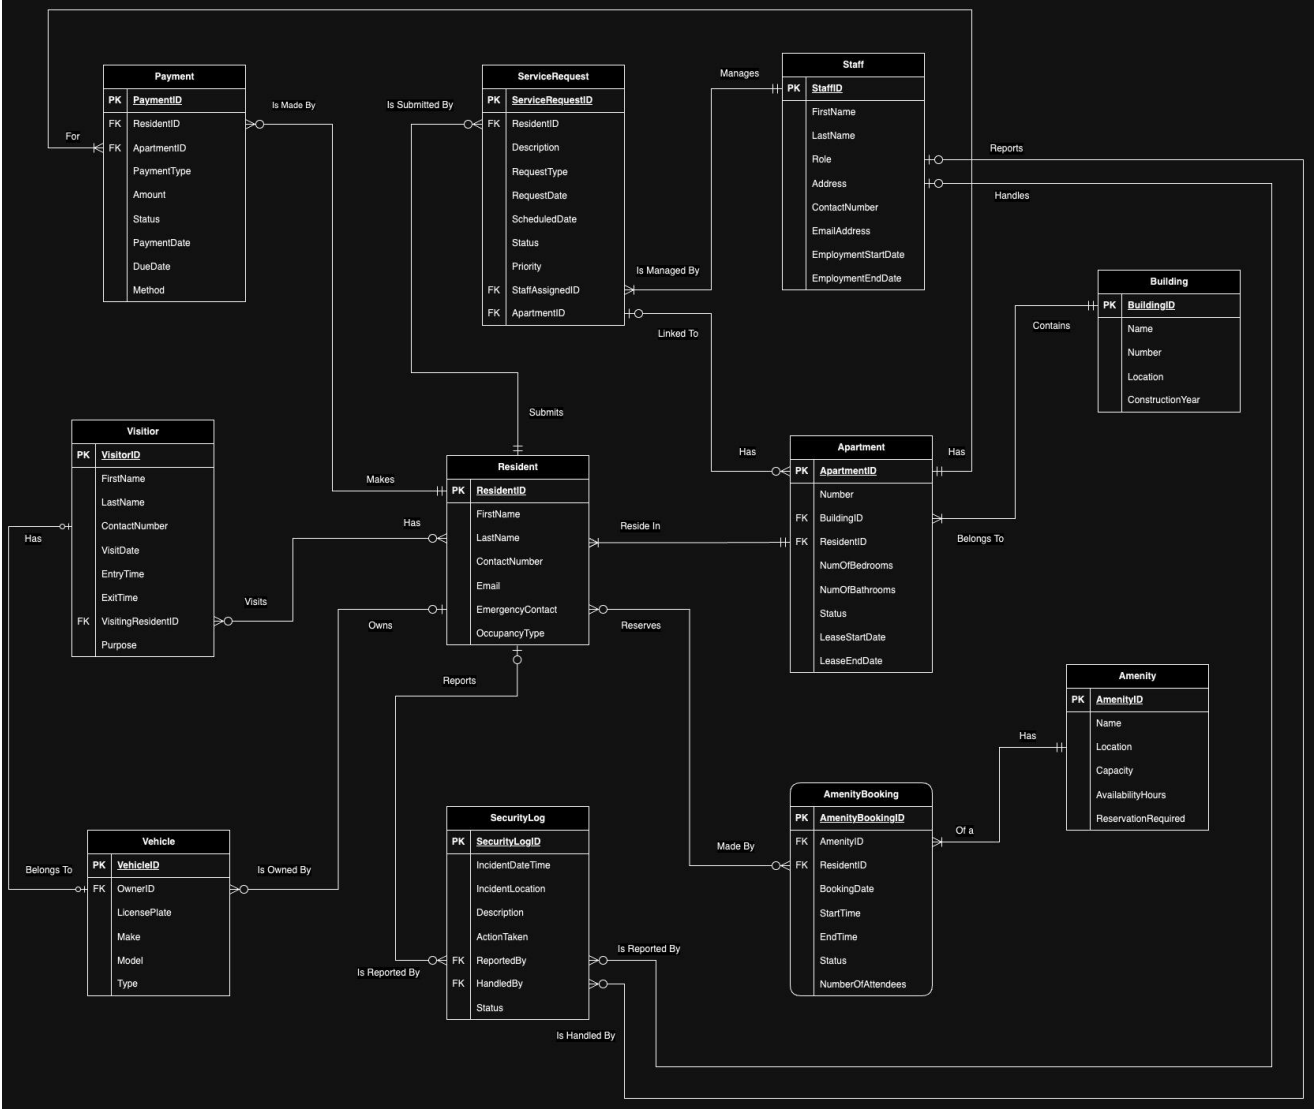 Payment
PK PaymentID
FK ResidentID
FK ApartmentID
PaymentType
Amount
Status
PaymentDate
DueDate
Method
For
Is Made By
ServiceRequest
PK ServiceRequestID
FK ResidentID
Description
RequestType
RequestDate
ScheduledDate
Status
Priority
FK StaffAssignedID
FK ApartmentID
Is Submitted By
Is Managed By
Linked To
Manages
Staff
PK StaffID
FirstName
LastName
Role
Address
ContactNumber
EmailAddress
EmploymentStartDate
EmploymentEndDate
Reports
Handles
Building
PK BuildingID
Name
Number
Location
ConstructionYear
Contains
Visitior
PK VisitorID
FirstName
LastName
ContactNumber
VisitDate
EntryTime
ExitTime
FK VisitingResidentID
Purpose
Has
Visits
Submits
Makes
Has
Resident
PK ResidentID
FirstName
LastName
ContactNumber
Email
EmergencyContact
OccupancyType
Owns
Reports
Reside In
Reserves
Has
Apartment
PK ApartmentID
Number
FK BuildingID
FK ResidentID
NumOfBedrooms
NumOfBathrooms
Status
LeaseStartDate
LeaseEndDate
Has
Belongs To
Amenity
PK AmenityID
Name
Location
Capacity
AvailabilityHours
ReservationRequired
Has
Of a
AmenityBooking
PK AmenityBookingID
FK AmenityID
FK ResidentID
BookingDate
StartTime
EndTime
Status
NumberOfAttendees
Made By
Vehicle
PK VehicleID
FK OwnerID
LicensePlate
Make
Model
Type
Belongs To
Is Owned By
SecurityLog
PK SecurityLogID
IncidentDateTime
IncidentLocation
Description
ActionTaken
FK ReportedBy
FK HandledBy
Status
Is Reported By
Is Reported By
Is Handled By